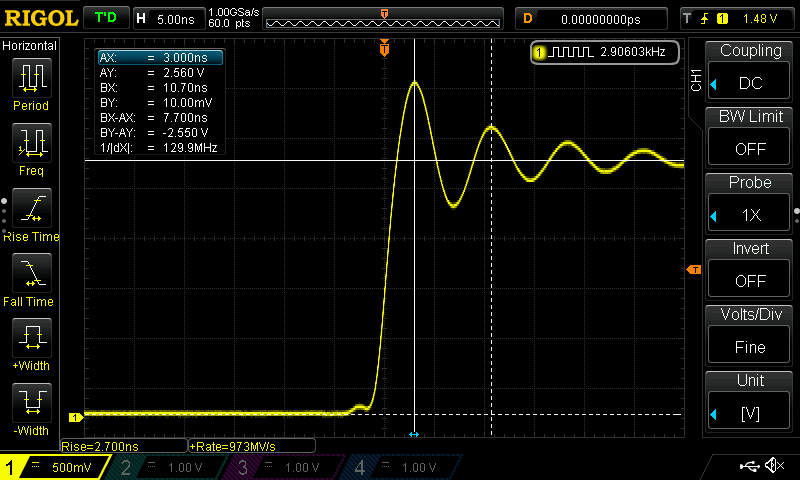 RIGOL T'D H 5.00ns 1.00GSa/s 60.0 pts T D 0.00000000ps T 1 1.48 V
Horizontal
Period
Freq
Rise Time
Fall Time
+Width
-Width
T
AX: = 3.000ns
AY: = 2.560 V
BX: = 10.70ns
BY: = 10.00mV
BX-AX: = 7.700ns
BY-AY: = -2.550 V
1/|dX|: = 129.9MHz
1 2.90603kHz
T
1
Rise=2.700ns +Rate=973MV/s
CH1
Coupling
DC
BW Limit
OFF
Probe
1X
Invert
OFF
Volts/Div
Fine
Unit
[V]
1 500mV 2 1.00 V 3 1.00 V 4 1.00 V